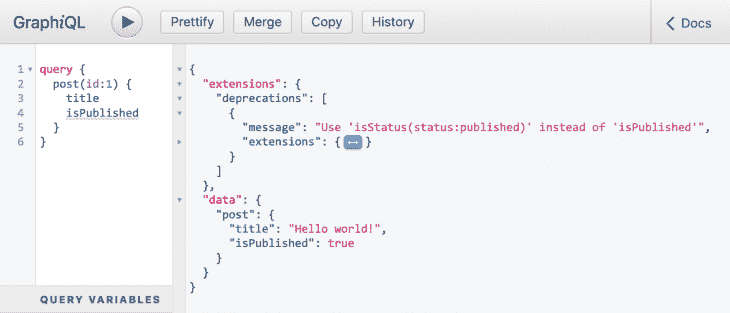 GraphiQL Prettify Merge Copy History Docs
1 query {
2 post(id:1) {
3 title
4 isPublished
5 }
6 }
{
"extensions": {
"deprecations": [
{
"message": "Use 'isStatus(status:published)' instead of 'isPublished'",
"extensions": {↔}
}
]
},
"data": {
"post": {
"title": "Hello world!",
"isPublished": true
}
}
}
QUERY VARIABLES